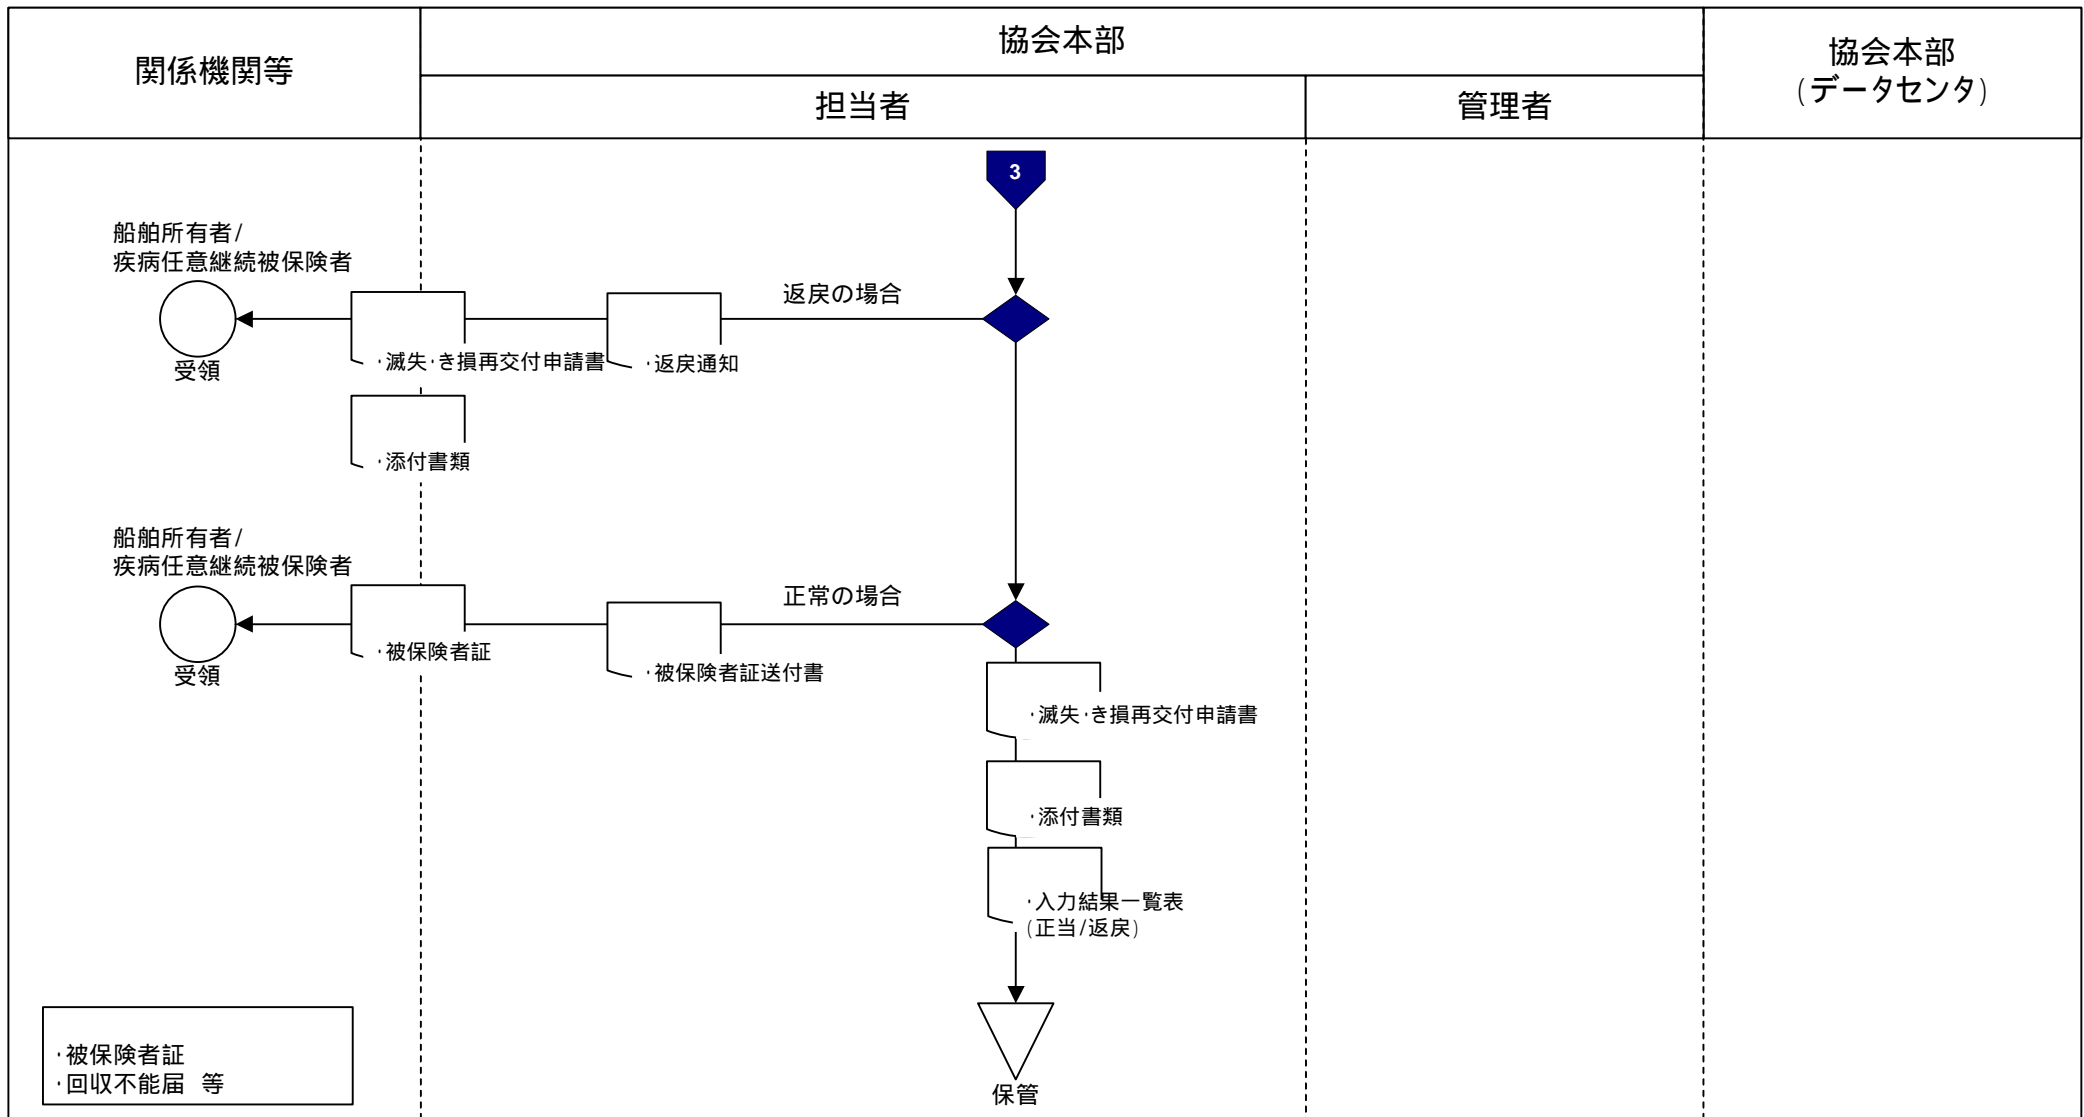 関係機関等
協会本部
担当者
管理者
協会本部
(データセンタ)
3
船舶所有者/
疾病任意継続被保険者
返戻の場合
・滅失・き損再交付申請書
・返戻通知
受領
・添付書類
船舶所有者/
疾病任意継続被保険者
正常の場合
・被保険者証
・被保険者証送付書
受領
・滅失・き損再交付申請書
・添付書類
・入力結果一覧表
(正当/返戻)
・被保険者証
・回収不能届 等
保管